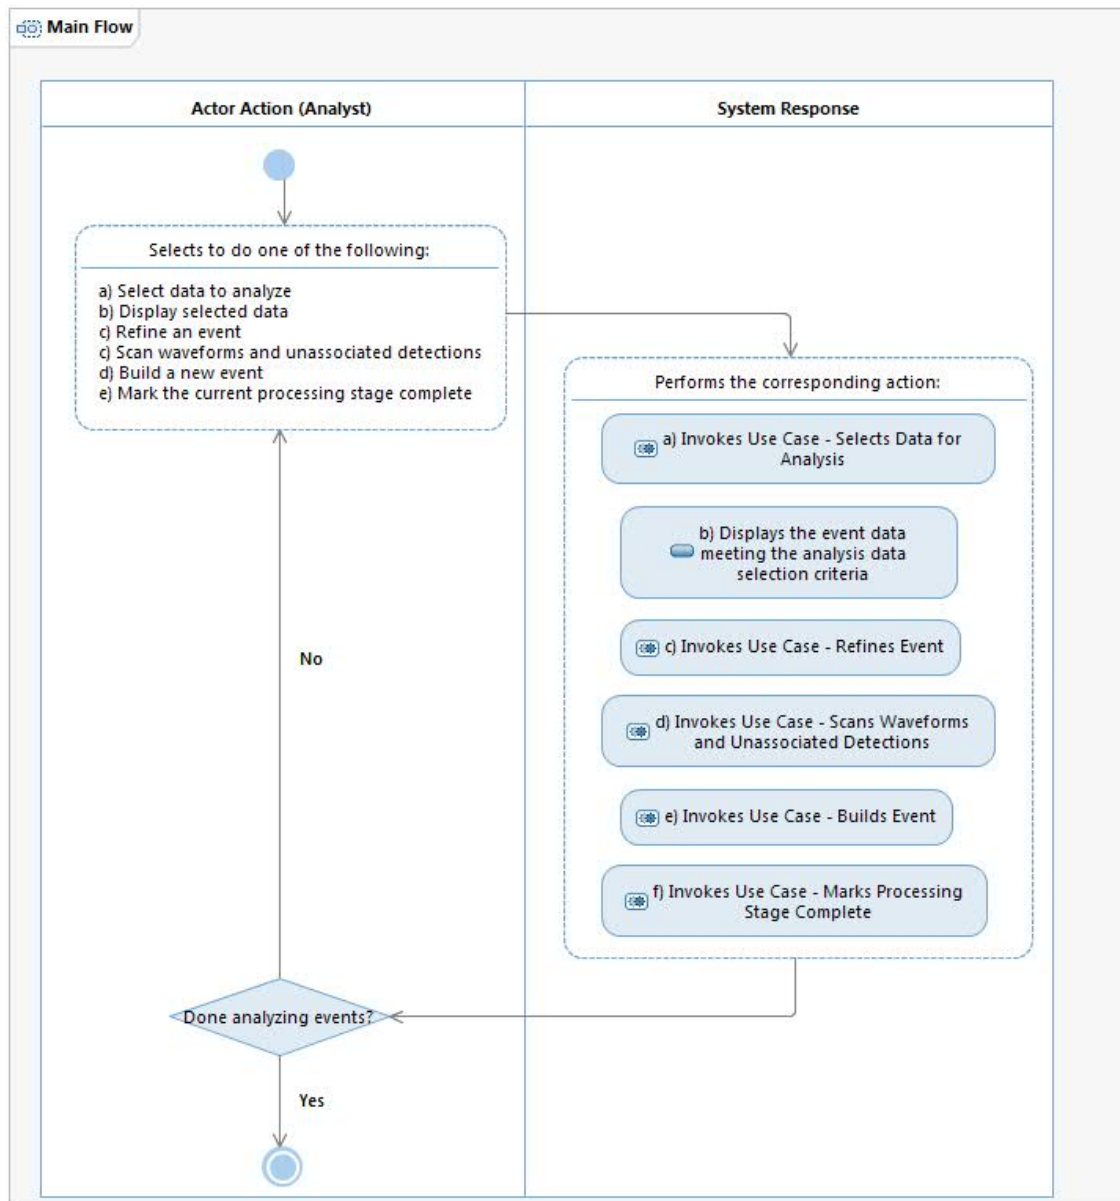 Main Flow
Actor Action (Analyst)
System Response
Selects to do one of the following:
a) Select data to analyze
b) Display selected data
c) Refine an event
c) Scan waveforms and unassociated detections
d) Build a new event
e) Mark the current processing stage complete
Performs the corresponding action:
a) Invokes Use Case - Selects Data for
Analysis
b) Displays the event data
meeting the analysis data
selection criteria
c) Invokes Use Case - Refines Event
d) Invokes Use Case - Scans Waveforms
and Unassociated Detections
e) Invokes Use Case - Builds Event
f) Invokes Use Case - Marks Processing
Stage Complete
No
Done analyzing events?
Yes